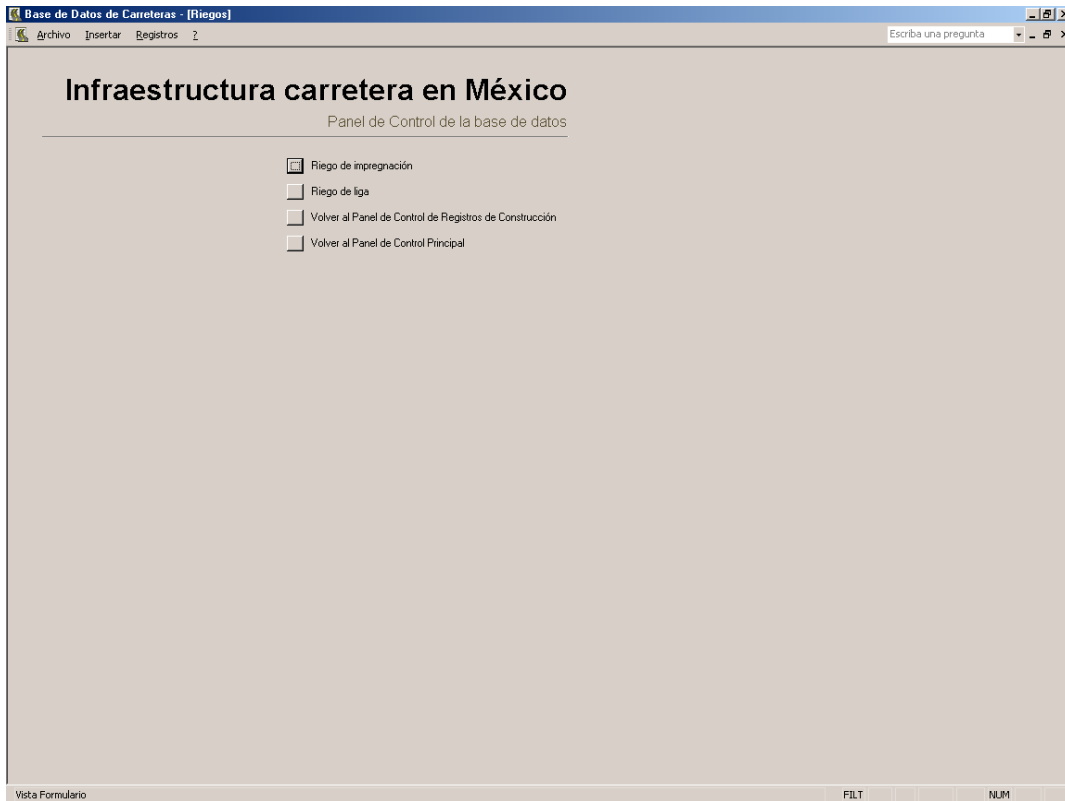 Base de Datos de Carreteras - [Riegos]
Archivo Insertar Registros ? Escriba una pregunta
Infraestructura carretera en México
Panel de Control de la base de datos
Riego de impregnación
Riego de liga
Volver al Panel de Control de Registros de Construcción
Volver al Panel de Control Principal
Vista Formulario FILT NUM